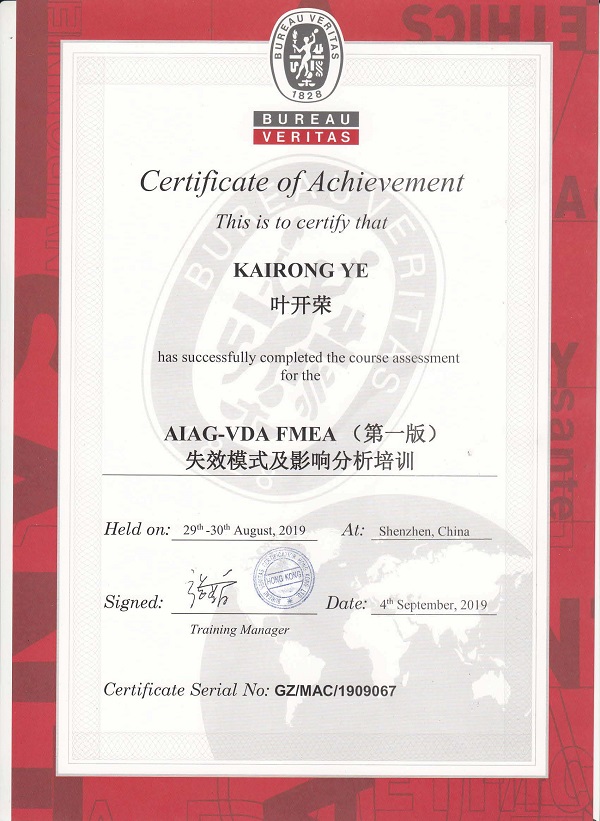 BUREAU VERITAS
1828
BUREAU
VERITAS
Certificate of Achievement
This is to certify that
KAIRONG YE
叶开荣
has successfully completed the course assessment
for the
AIAG-VDA FMEA （第一版）
失效模式及影响分析培训
Held on: 29th -30th August, 2019 At: Shenzhen, China
HONG KONG
Signed: Date: 4th September, 2019
Training Manager
Certificate Serial No: GZ/MAC/1909067